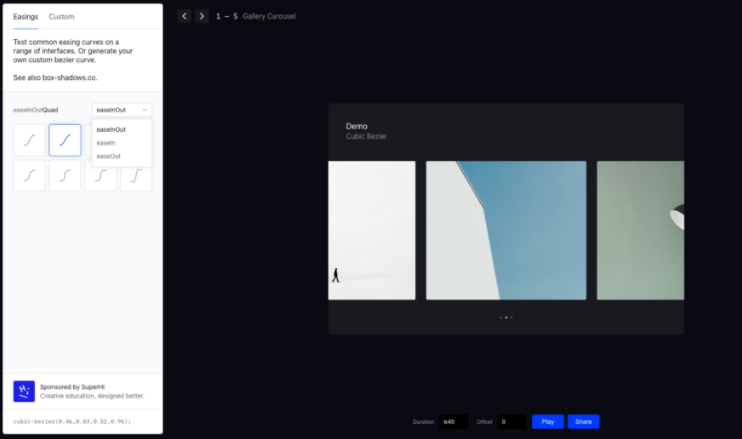 Easings Custom
Test common easing curves on a
range of interfaces. Or generate your
own custom bezier curve.
See also box-shadows.co.
easeInOutQuad
easeInOut
easeInOut
easeIn
easeOut
Sponsored by SuperHi
Creative education, designed better.
cubic-bezier(0.46,0.03,0.52,0.96);
1 – 5 Gallery Carousel
Demo
Cubic Bezier
Duration 640 Offset 0 Play Share